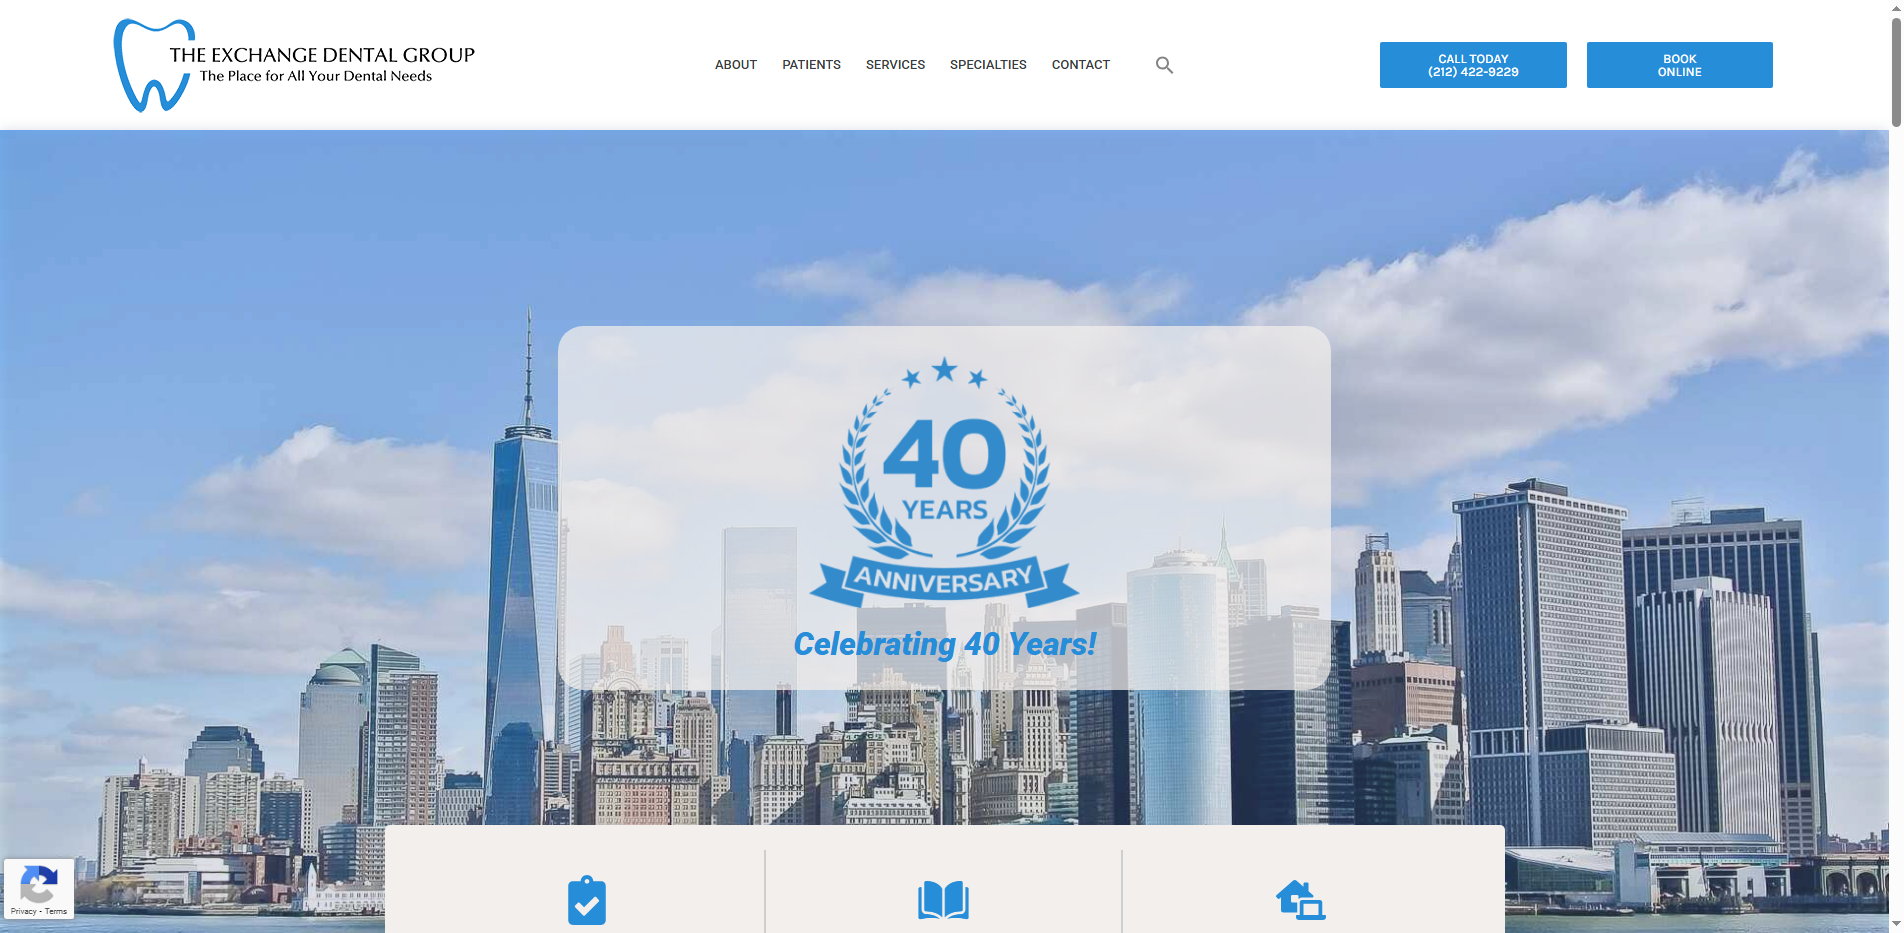 THE EXCHANGE DENTAL GROUP
The Place for All Your Dental Needs
ABOUT PATIENTS SERVICES SPECIALTIES CONTACT
CALL TODAY
(212) 422-9229
BOOK
ONLINE
40
YEARS
ANNIVERSARY
Celebrating 40 Years!
Privacy - Terms